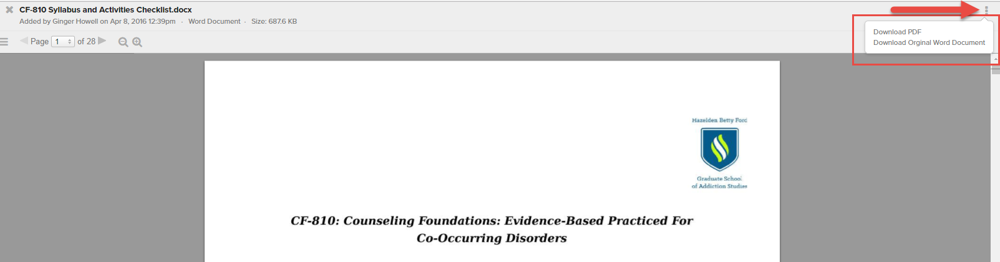 CF-810 Syllabus and Activities Checklist.docx
Added by Ginger Howell on Apr 8, 2016 12:39pm · Word Document · Size: 687.6 KB
Page 1 of 28
Download PDF
Download Orginal Word Document
Hazelden Betty Ford
Graduate School
of Addiction Studies
CF-810: Counseling Foundations: Evidence-Based Practiced For
Co-Occurring Disorders